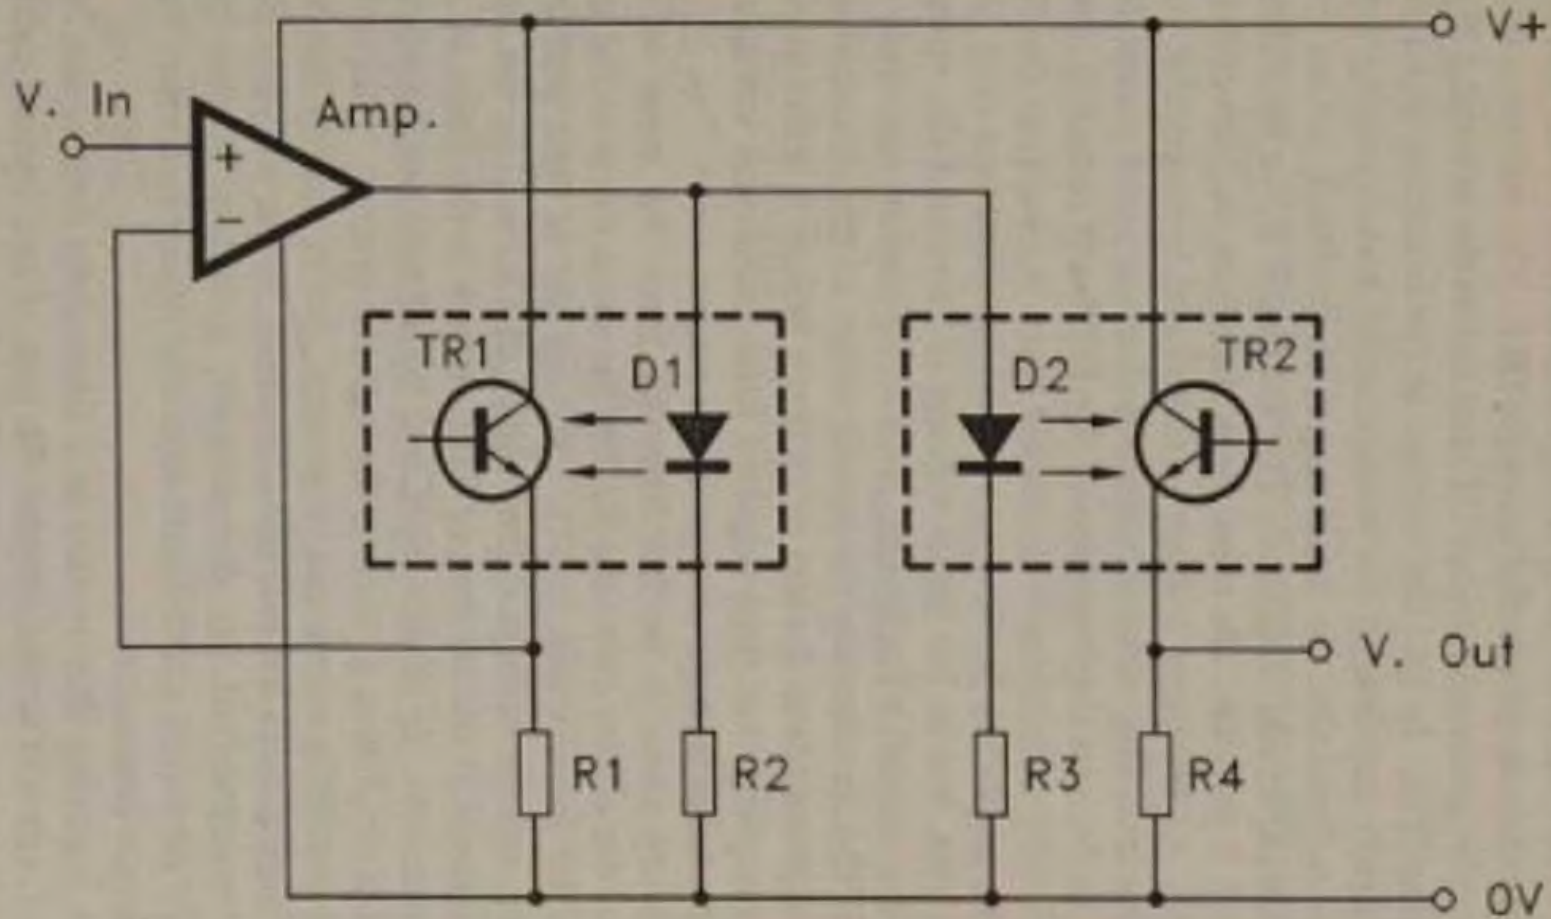 V+
V. In
Amp.
+
−
TR1
D1
D2
TR2
V. Out
R1
R2
R3
R4
0V